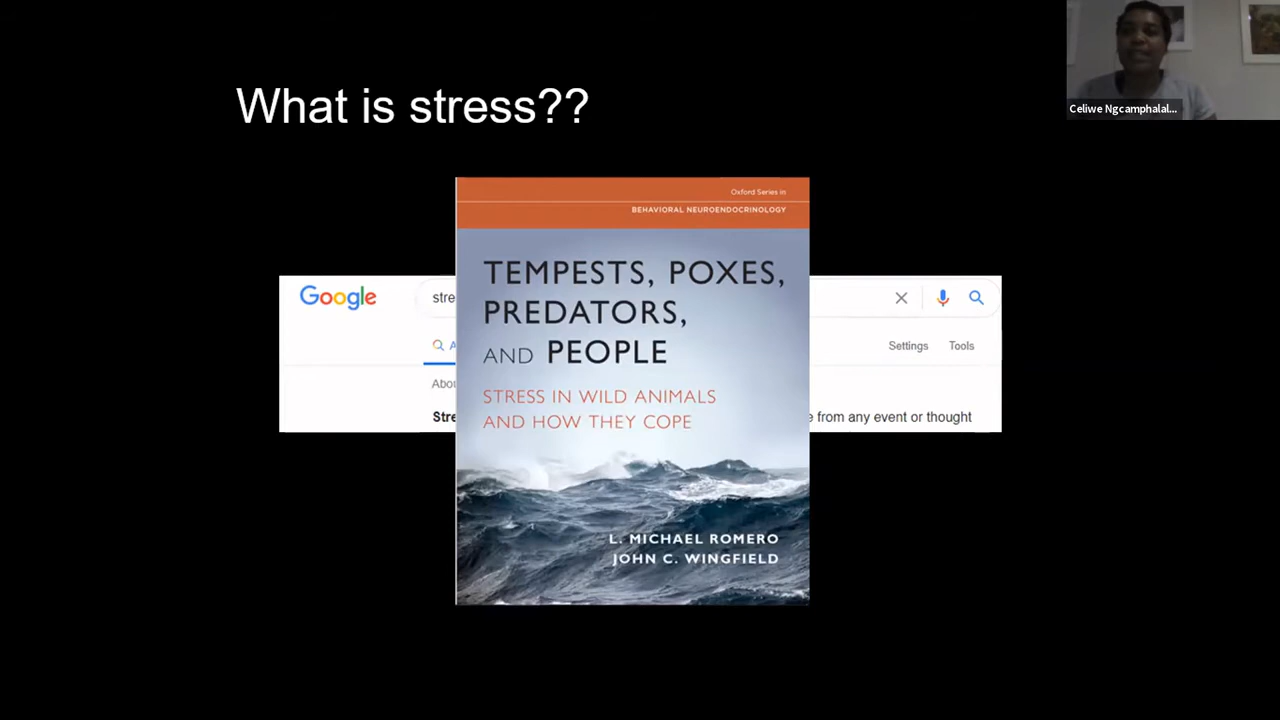 What is stress??
Celiwe Ngcamphalal...
Oxford Series in
BEHAVIORAL NEUROENDOCRINOLOGY
TEMPESTS, POXES,
PREDATORS,
AND PEOPLE
STRESS IN WILD ANIMALS
AND HOW THEY COPE
L. MICHAEL ROMERO
JOHN C. WINGFIELD
Google
stre
A
Settings
Tools
Abou
Stre
e from any event or thought